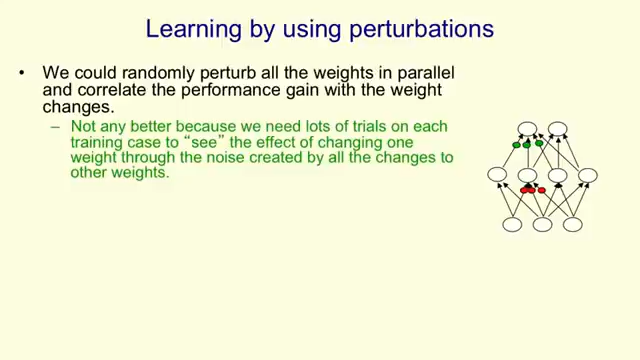 Learning by using perturbations
• We could randomly perturb all the weights in parallel
and correlate the performance gain with the weight
changes.
– Not any better because we need lots of trials on each
training case to “see” the effect of changing one
weight through the noise created by all the changes to
other weights.